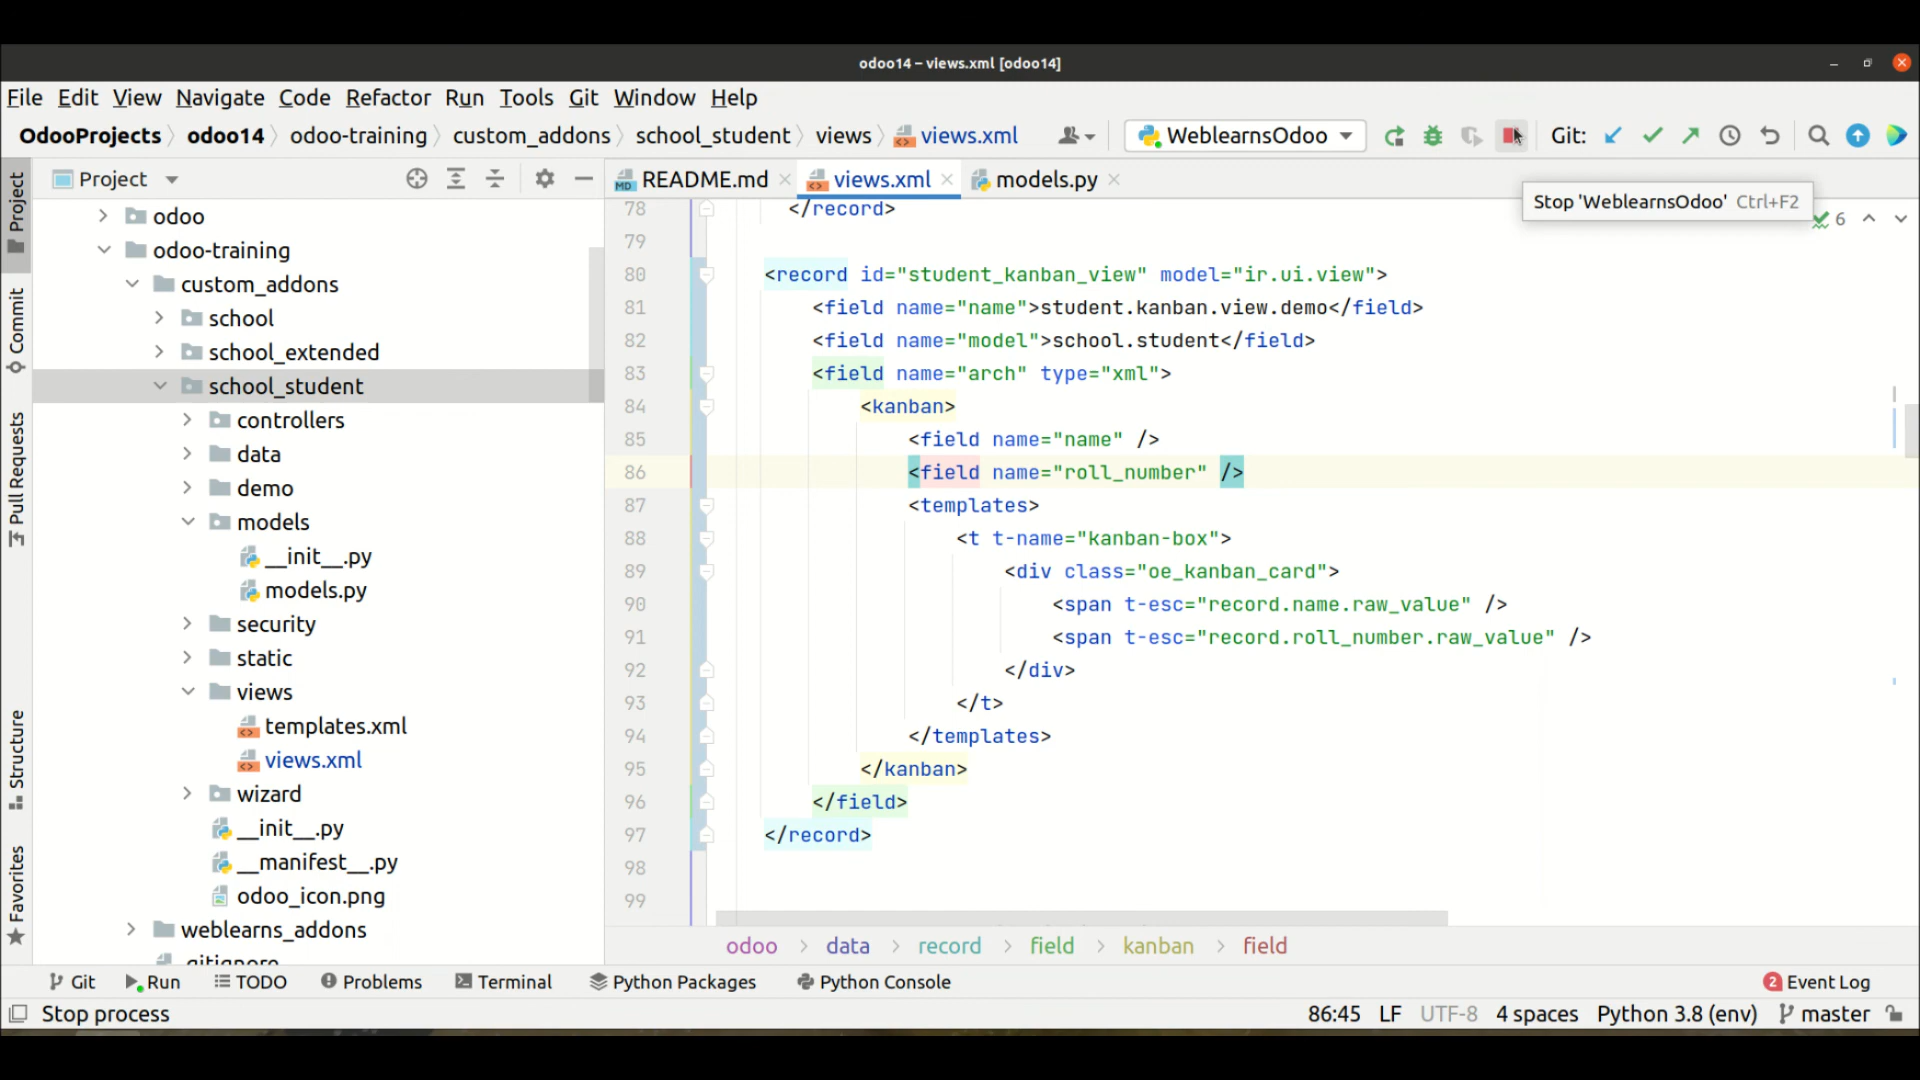 odoo14 – views.xml [odoo14]
File Edit View Navigate Code Refactor Run Tools Git Window Help
OdooProjects odoo14 odoo-training custom_addons school_student views views.xml WeblearnsOdoo Git:
Project README.md views.xml models.py
Stop 'WeblearnsOdoo' Ctrl+F2
6
Project
Commit
Pull Requests
Structure
Favorites
odoo
odoo-training
custom_addons
school
school_extended
school_student
controllers
data
demo
models
__init__.py
models.py
security
static
views
templates.xml
views.xml
wizard
__init__.py
__manifest__.py
odoo_icon.png
weblearns_addons
.gitignore
78 </record>
79
80 <record id="student_kanban_view" model="ir.ui.view">
81 <field name="name">student.kanban.view.demo</field>
82 <field name="model">school.student</field>
83 <field name="arch" type="xml">
84 <kanban>
85 <field name="name" />
86 <field name="roll_number" />
87 <templates>
88 <t t-name="kanban-box">
89 <div class="oe_kanban_card">
90 <span t-esc="record.name.raw_value" />
91 <span t-esc="record.roll_number.raw_value" />
92 </div>
93 </t>
94 </templates>
95 </kanban>
96 </field>
97 </record>
98
99
odoo data record field kanban field
Git Run TODO Problems Terminal Python Packages Python Console 2 Event Log
Stop process 86:45 LF UTF-8 4 spaces Python 3.8 (env) master